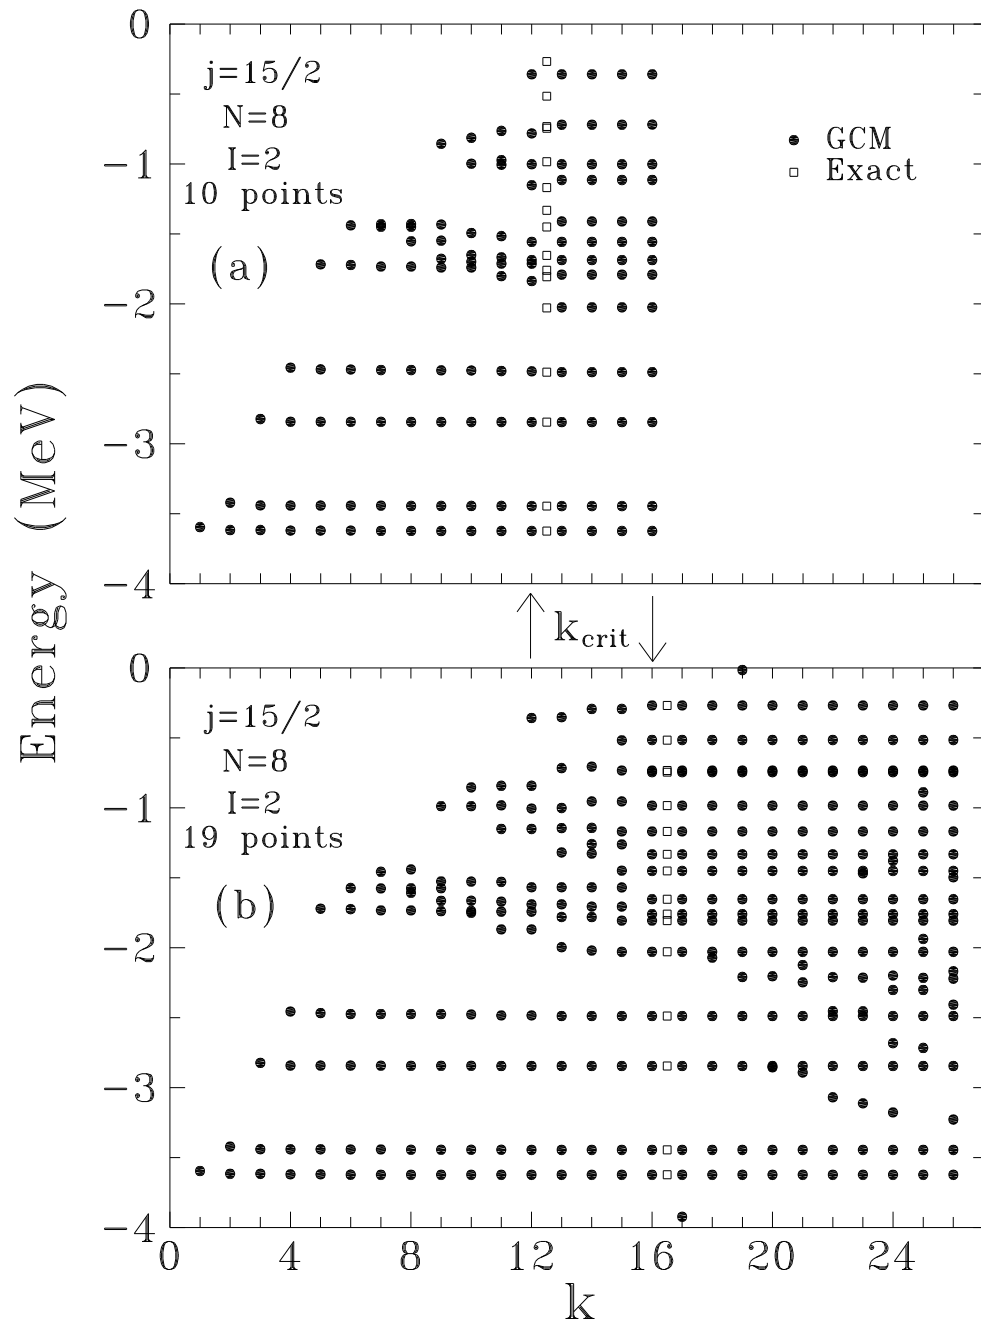 0
−1
−2
−3
−4
j=15/2
N=8
I=2
10 points
(a)
GCM
Exact
Energy (MeV)
k_crit
0
−1
−2
−3
−4
j=15/2
N=8
I=2
19 points
(b)
0 4 8 12 16 20 24
k